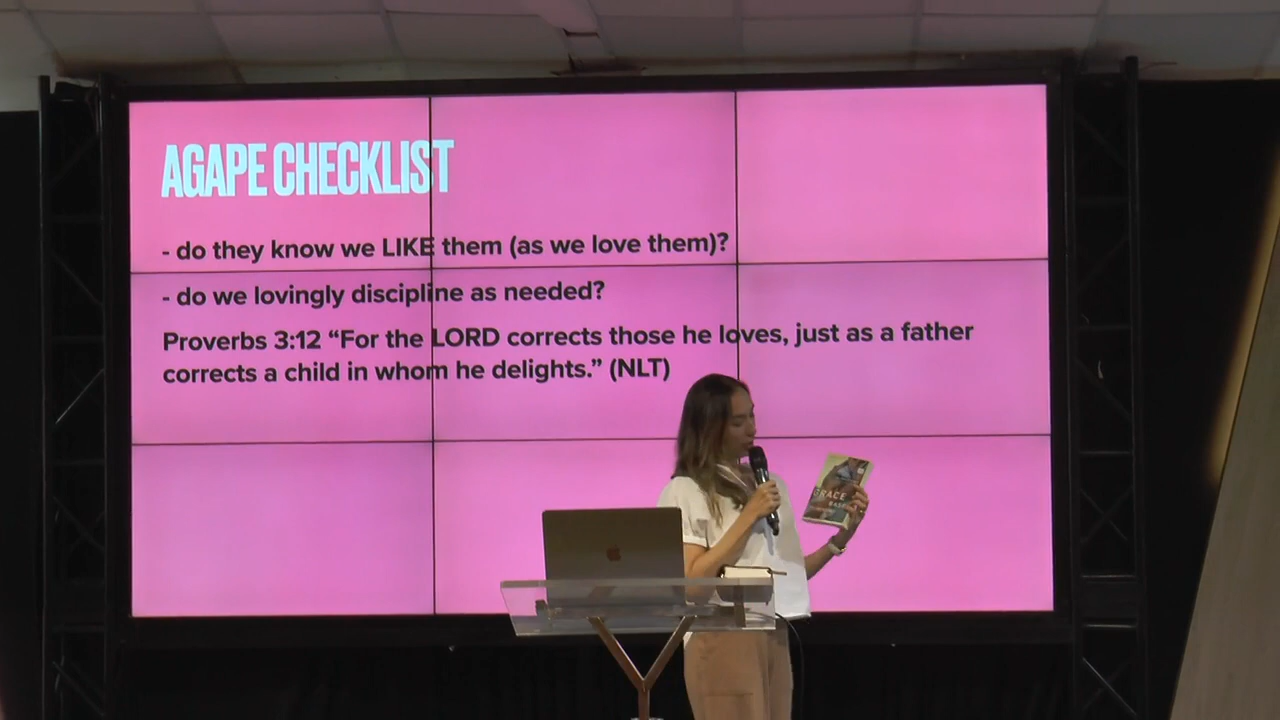 AGAPE CHECKLIST
- do they know we LIKE them (as we love them)?
- do we lovingly discipline as needed?
Proverbs 3:12 “For the LORD corrects those he loves, just as a father
corrects a child in whom he delights.” (NLT)
GRACE